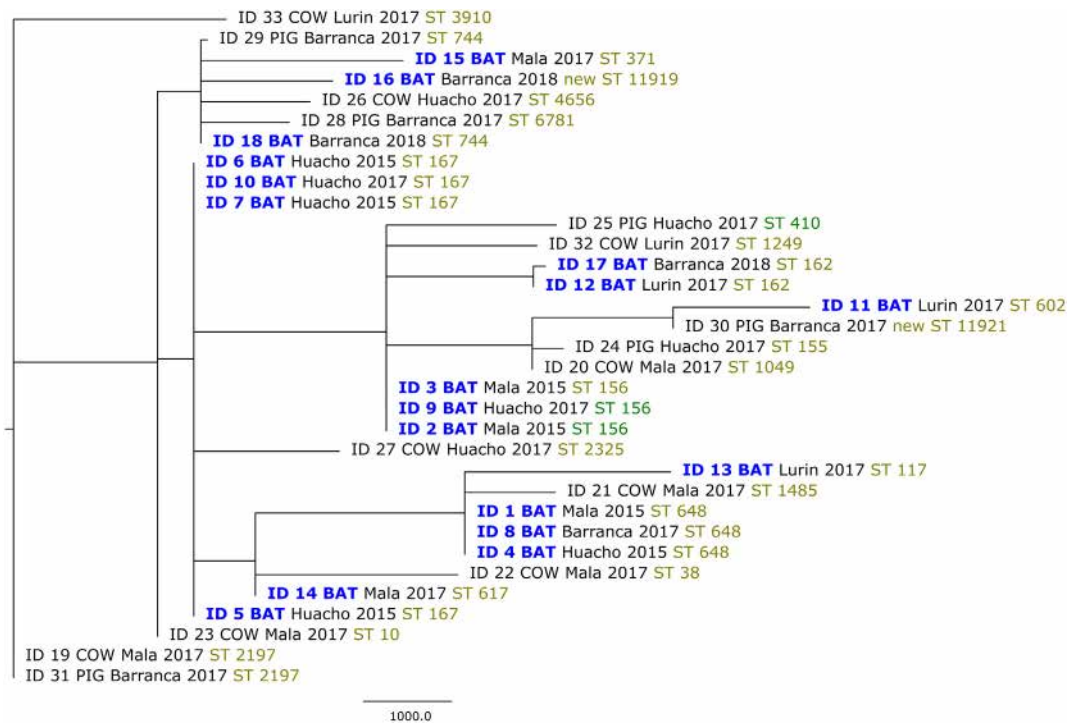 ID 33 COW Lurin 2017 ST 3910
ID 29 PIG Barranca 2017 ST 744
ID 15 BAT Mala 2017 ST 371
ID 16 BAT Barranca 2018 new ST 11919
ID 26 COW Huacho 2017 ST 4656
ID 28 PIG Barranca 2017 ST 6781
ID 18 BAT Barranca 2018 ST 744
ID 6 BAT Huacho 2015 ST 167
ID 10 BAT Huacho 2017 ST 167
ID 7 BAT Huacho 2015 ST 167
ID 25 PIG Huacho 2017 ST 410
ID 32 COW Lurin 2017 ST 1249
ID 17 BAT Barranca 2018 ST 162
ID 12 BAT Lurin 2017 ST 162
ID 11 BAT Lurin 2017 ST 602
ID 30 PIG Barranca 2017 new ST 11921
ID 24 PIG Huacho 2017 ST 155
ID 20 COW Mala 2017 ST 1049
ID 3 BAT Mala 2015 ST 156
ID 9 BAT Huacho 2017 ST 156
ID 2 BAT Mala 2015 ST 156
ID 27 COW Huacho 2017 ST 2325
ID 13 BAT Lurin 2017 ST 117
ID 21 COW Mala 2017 ST 1485
ID 1 BAT Mala 2015 ST 648
ID 8 BAT Barranca 2017 ST 648
ID 4 BAT Huacho 2015 ST 648
ID 22 COW Mala 2017 ST 38
ID 14 BAT Mala 2017 ST 617
ID 5 BAT Huacho 2015 ST 167
ID 23 COW Mala 2017 ST 10
ID 19 COW Mala 2017 ST 2197
ID 31 PIG Barranca 2017 ST 2197
1000.0